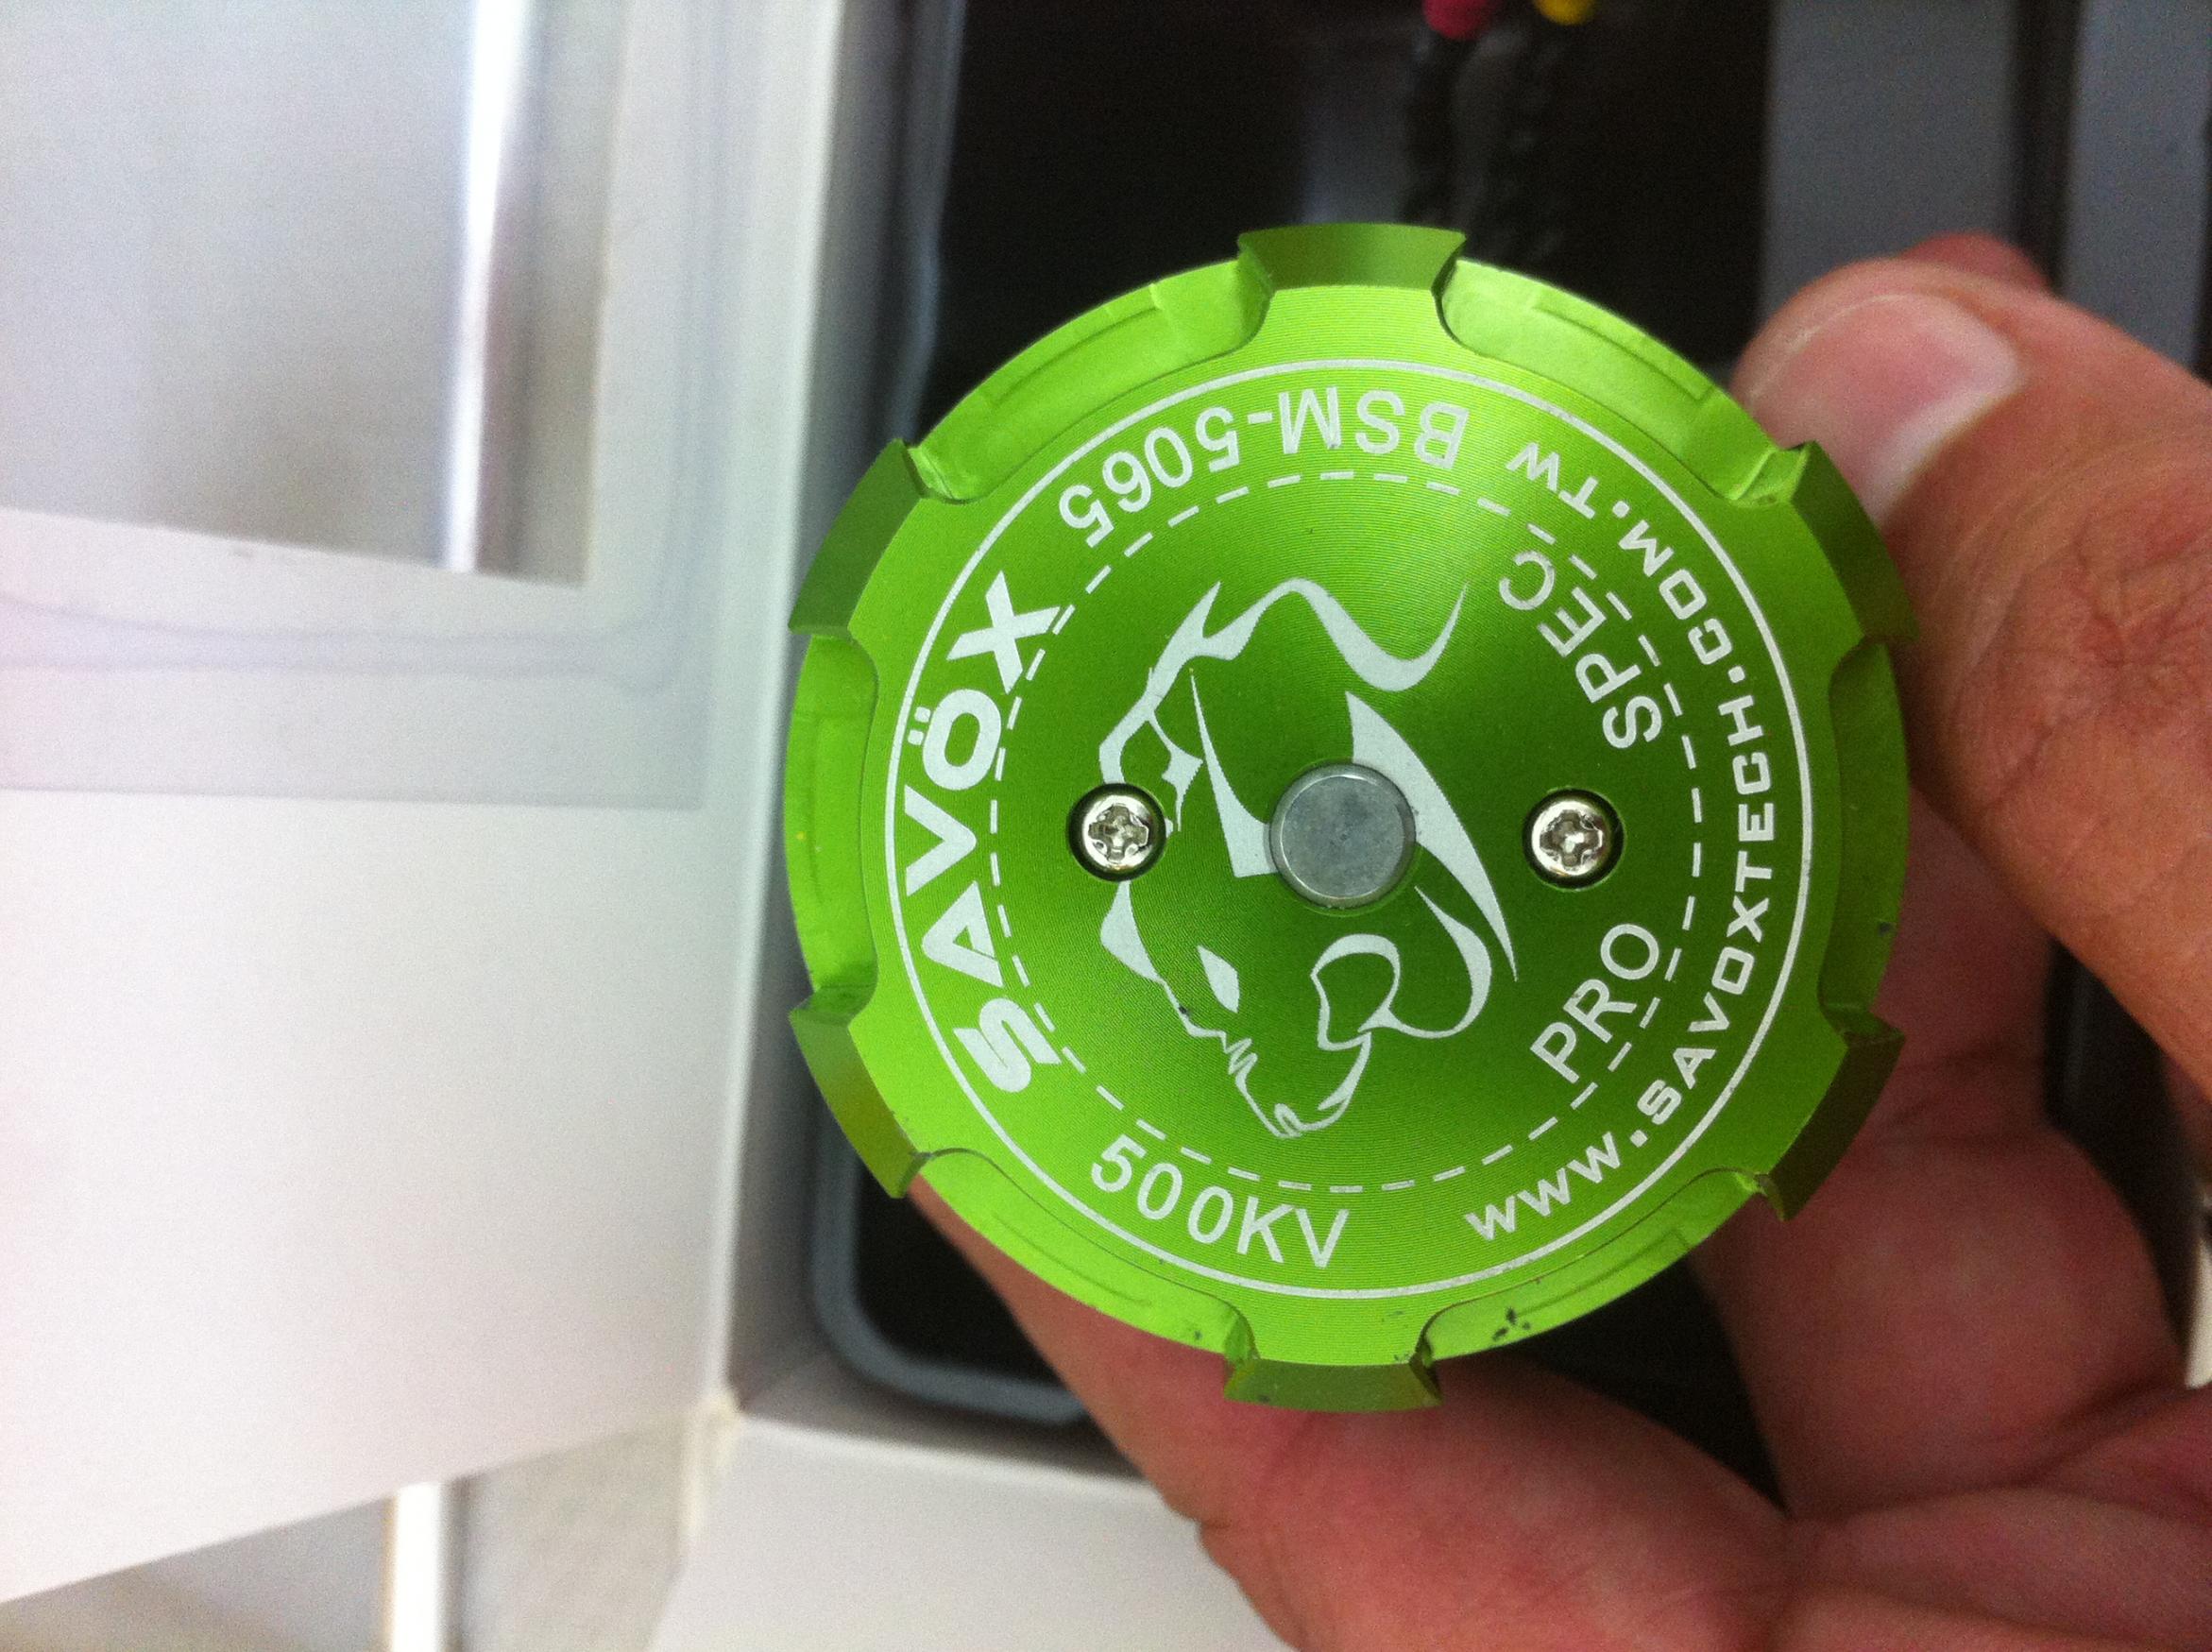 SAVÖX
BSM-5065
500KV
PRO
SPEC
www.SAVOXTECH.COM.TW